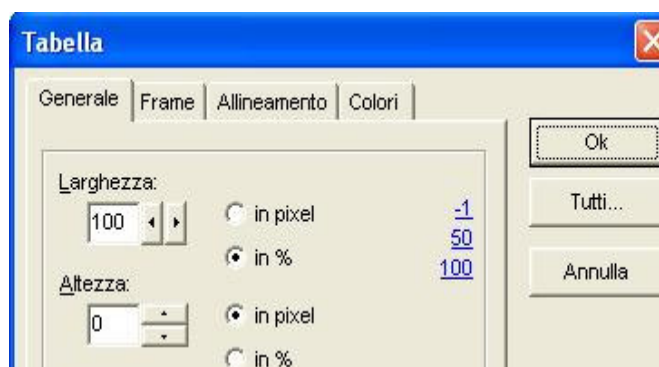 Tabella
Generale Frame Allineamento Colori
Ok
Larghezza:
100 in pixel -1
Tutti...
50
in % 100
Annulla
Altezza:
0 in pixel
in %